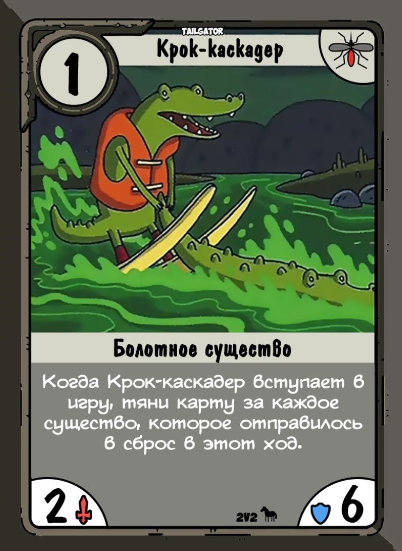 TAILGATOR
Крок-каскадер
1
Болотное существо
Когда Крок-каскадер вступает в
игру, тяни карту за каждое
существо, которое отправилось
в сброс в этот ход.
2
2V2
6